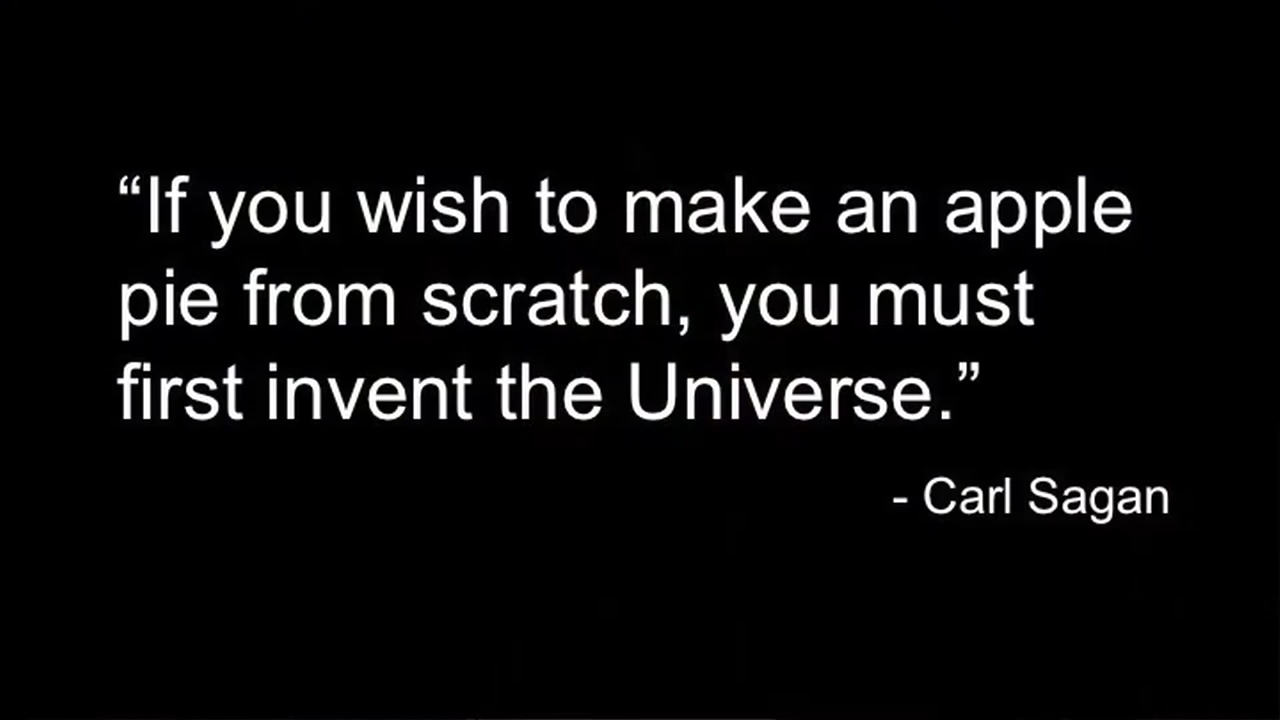 “If you wish to make an apple
pie from scratch, you must
first invent the Universe.”
- Carl Sagan